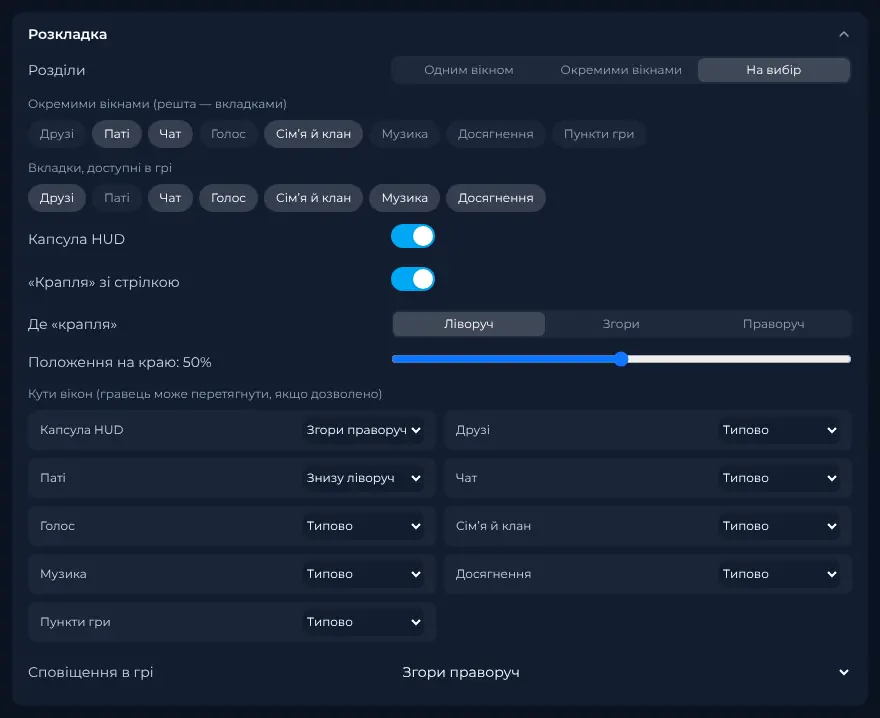 Розкладка
Розділи
Одним вікном Окремими вікнами На вибір
Окремими вікнами (решта — вкладками)
Друзі Паті Чат Голос Сім’я й клан Музика Досягнення Пункти гри
Вкладки, доступні в грі
Друзі Паті Чат Голос Сім’я й клан Музика Досягнення
Капсула HUD
«Крапля» зі стрілкою
Де «крапля» Ліворуч Згори Праворуч
Положення на краю: 50%
Кути вікон (гравець може перетягнути, якщо дозволено)
Капсула HUD Згори праворуч Друзі Типово
Паті Знизу ліворуч Чат Типово
Голос Типово Сім’я й клан Типово
Музика Типово Досягнення Типово
Пункти гри Типово
Сповіщення в грі Згори праворуч